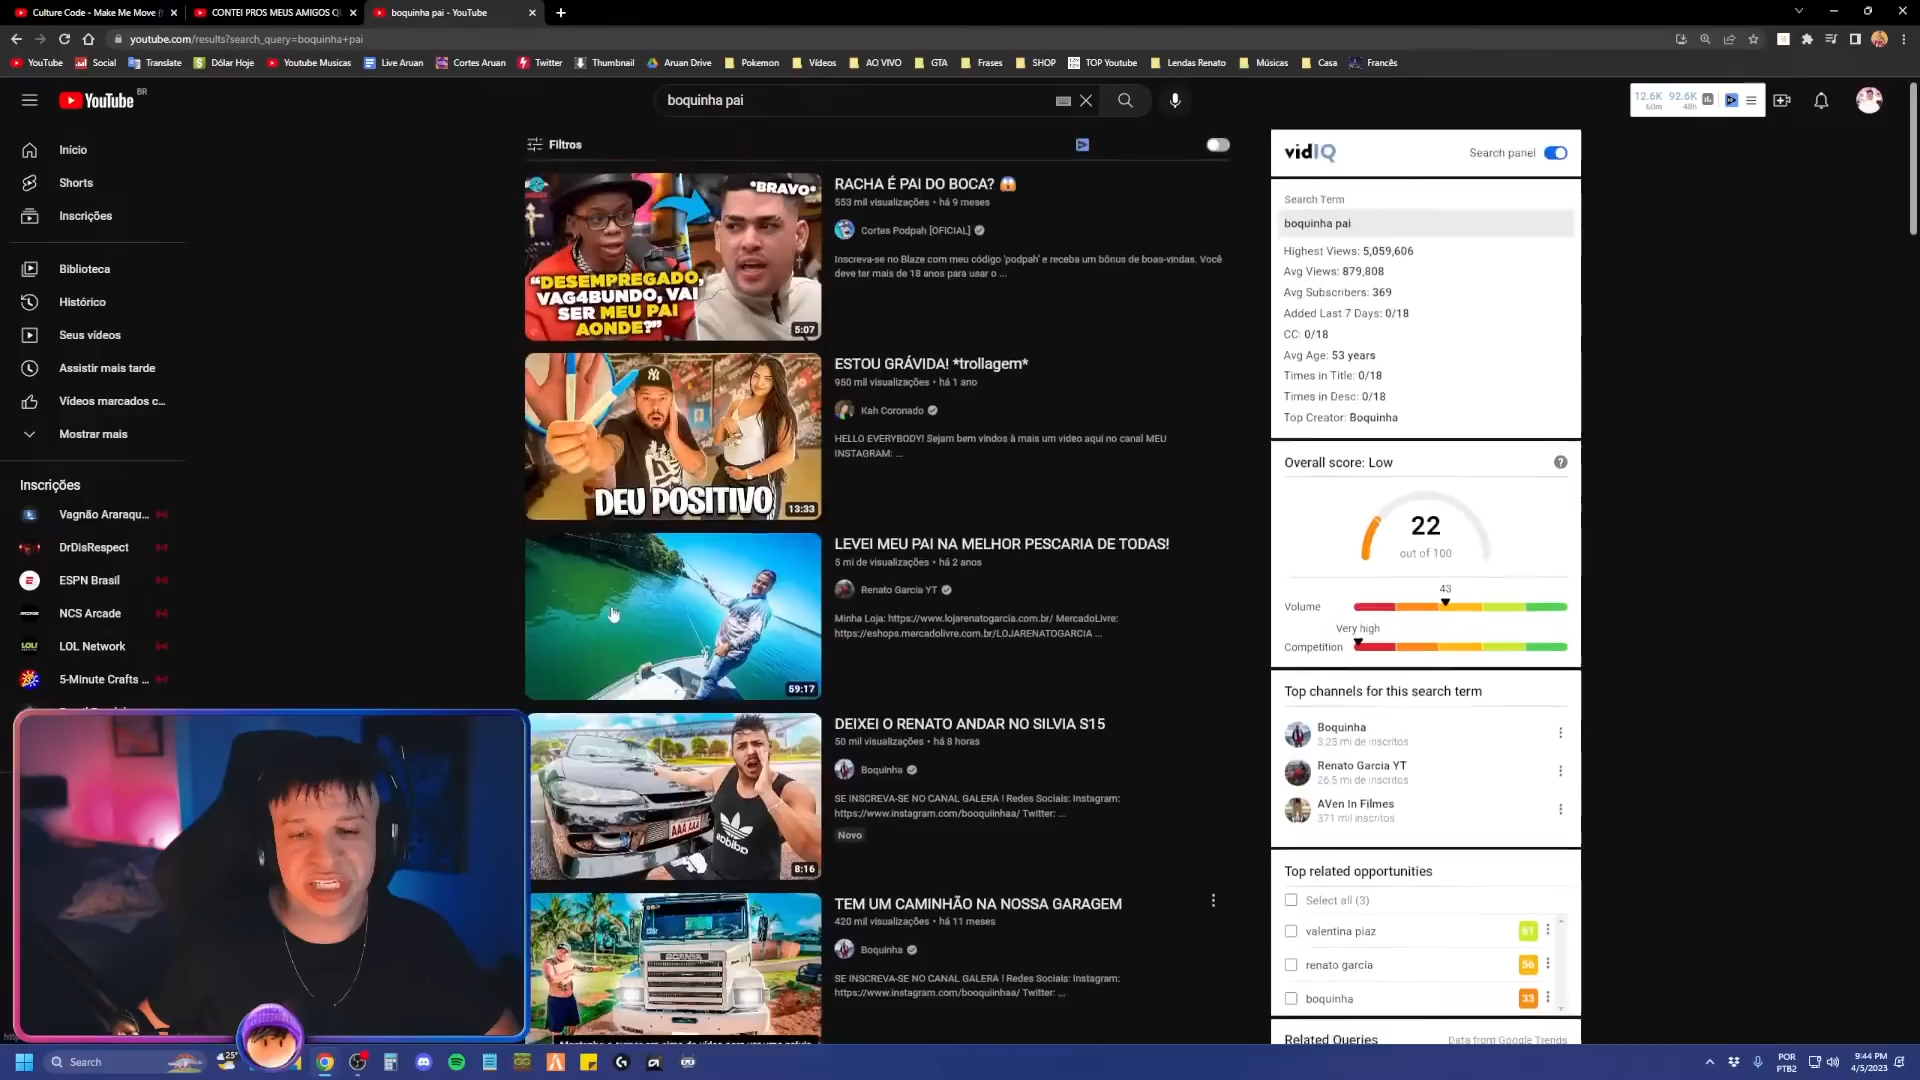 Culture Code - Make Me Move (
CONTEI PROS MEUS AMIGOS Q
boquinha pai - YouTube
youtube.com/results?search_query=boquinha+pai
YouTube
Social
Translate
Dólar Hoje
Youtube Musicas
Live Aruan
Cortes Aruan
Twitter
Thumbnail
Aruan Drive
Pokemon
Vídeos
AO VIVO
GTA
Frases
SHOP
TOP Youtube
Lendas Renato
Músicas
Casa
Francês
YouTube BR
boquinha pai
12.6K 92.6K
60m 48h
Início
Shorts
Inscrições
Biblioteca
Histórico
Seus vídeos
Assistir mais tarde
Vídeos marcados c...
Mostrar mais
Inscrições
Vagnão Araraqu...
DrDisRespect
ESPN Brasil
NCS Arcade
LOL Network
5-Minute Crafts ...
Filtros
*BRAVO*
"DESEMPREGADO,
VAG4BUNDO, VAI
SER MEU PAI
AONDE?"
5:07
RACHA É PAI DO BOCA? 😱
553 mil visualizações • há 9 meses
Cortes Podpah [OFICIAL]
Inscreva-se no Blaze com meu código 'podpah' e receba um bônus de boas-vindas. Você
deve ter mais de 18 anos para usar o ...
DEU POSITIVO
13:33
ESTOU GRÁVIDA! *trollagem*
950 mil visualizações • há 1 ano
Kah Coronado
HELLO EVERYBODY! Sejam bem vindos à mais um video aqui no canal MEU
INSTAGRAM: ...
59:17
LEVEI MEU PAI NA MELHOR PESCARIA DE TODAS!
5 mi de visualizações • há 2 anos
Renato Garcia YT
Minha Loja: https://www.lojarenatogarcia.com.br/ MercadoLivre:
https://eshops.mercadolivre.com.br/LOJARENATOGARCIA ...
AAA AAA
adidas
8:16
DEIXEI O RENATO ANDAR NO SILVIA S15
50 mil visualizações • há 8 horas
Boquinha
SE INSCREVA-SE NO CANAL GALERA ! Redes Sociais: Instagram:
https://www.instagram.com/booquiinhaa/ Twitter: ...
Novo
SCANIA
TEM UM CAMINHÃO NA NOSSA GARAGEM
420 mil visualizações • há 11 meses
Boquinha
SE INSCREVA-SE NO CANAL GALERA ! Redes Sociais: Instagram:
https://www.instagram.com/booquiinhaa/ Twitter: ...
vidIQ
Search panel
Search Term
boquinha pai
Highest Views: 5,059,606
Avg Views: 879,808
Avg Subscribers: 369
Added Last 7 Days: 0/18
CC: 0/18
Avg Age: 53 years
Times in Title: 0/18
Times in Desc: 0/18
Top Creator: Boquinha
Overall score: Low
22
out of 100
43
Volume
Very high
Competition
Top channels for this search term
Boquinha
3,23 mi de inscritos
Renato Garcia YT
26,5 mi de inscritos
AVen In Filmes
371 mil inscritos
Top related opportunities
Select all (3)
valentina piaz 61
renato garcia 56
boquinha 33
Related Queries
Data from Google Trends
Search
25°
POR
PTB2
9:44 PM
4/5/2023